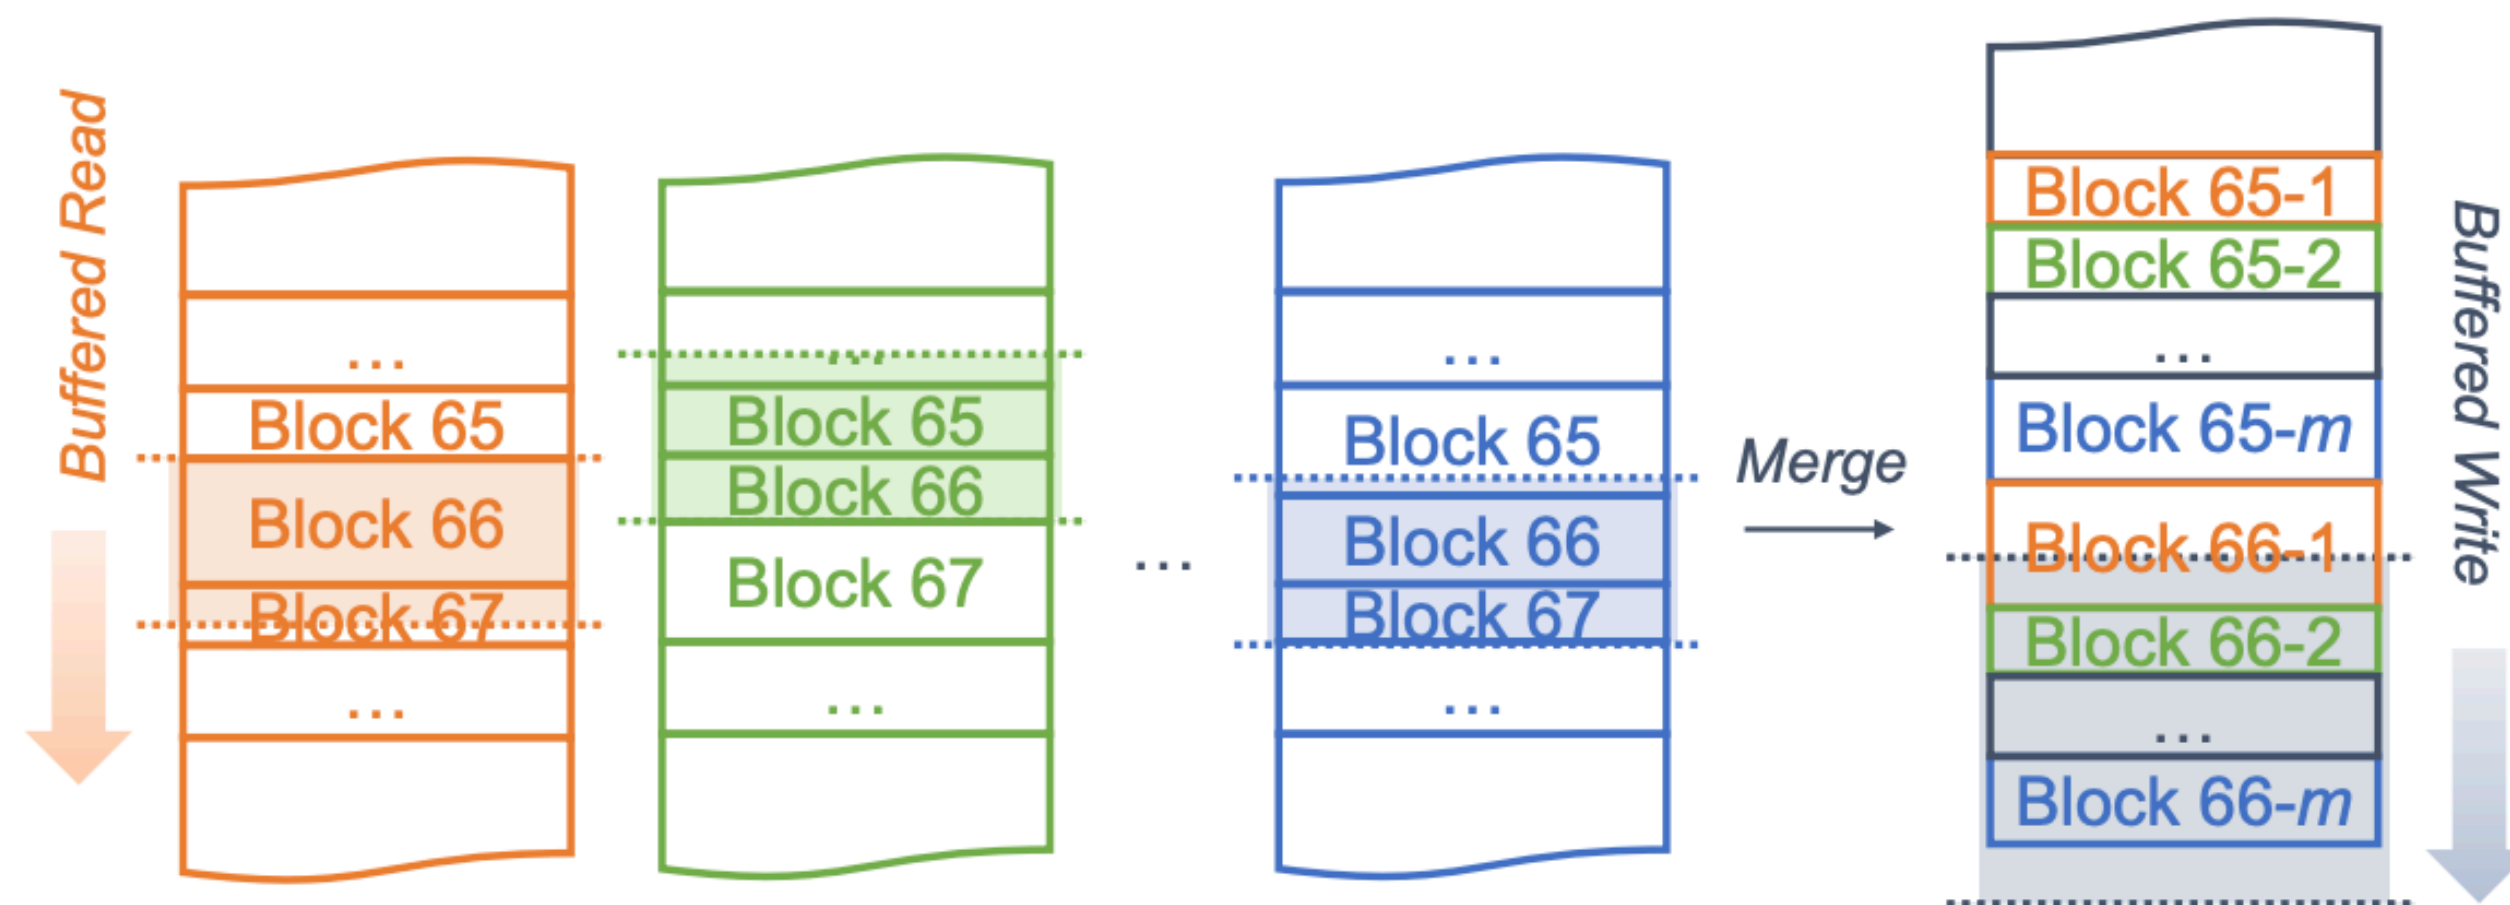 Buffered Read
...
Block 65
Block 66
Block 67
...
...
Block 65
Block 66
Block 67
...
...
...
Block 65
Block 66
Block 67
...
Merge
Block 65-1
Block 65-2
...
Block 65-m
Block 66-1
Block 66-2
...
Block 66-m
Buffered Write